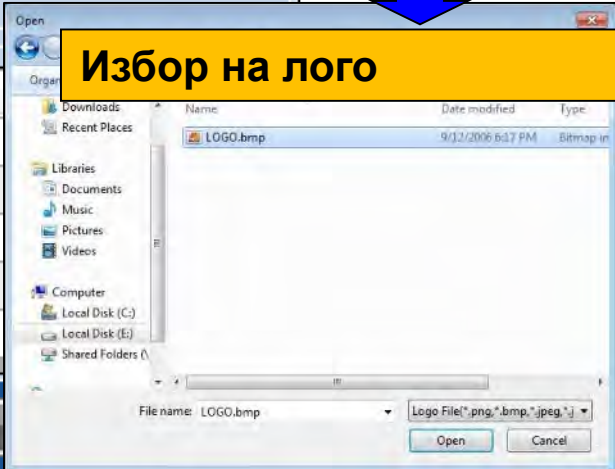 Open
Избор на лого
Organ
Downloads
Recent Places
Name
Date modified
Type
LOGO.bmp
9/12/2006 6:17 PM
Bitmap in
Libraries
Documents
Music
Pictures
Videos
Computer
Local Disk (C:)
Local Disk (E:)
Shared Folders (\
File name:
LOGO.bmp
Logo File(*.png,*.bmp,*.jpeg,*.j
Open
Cancel